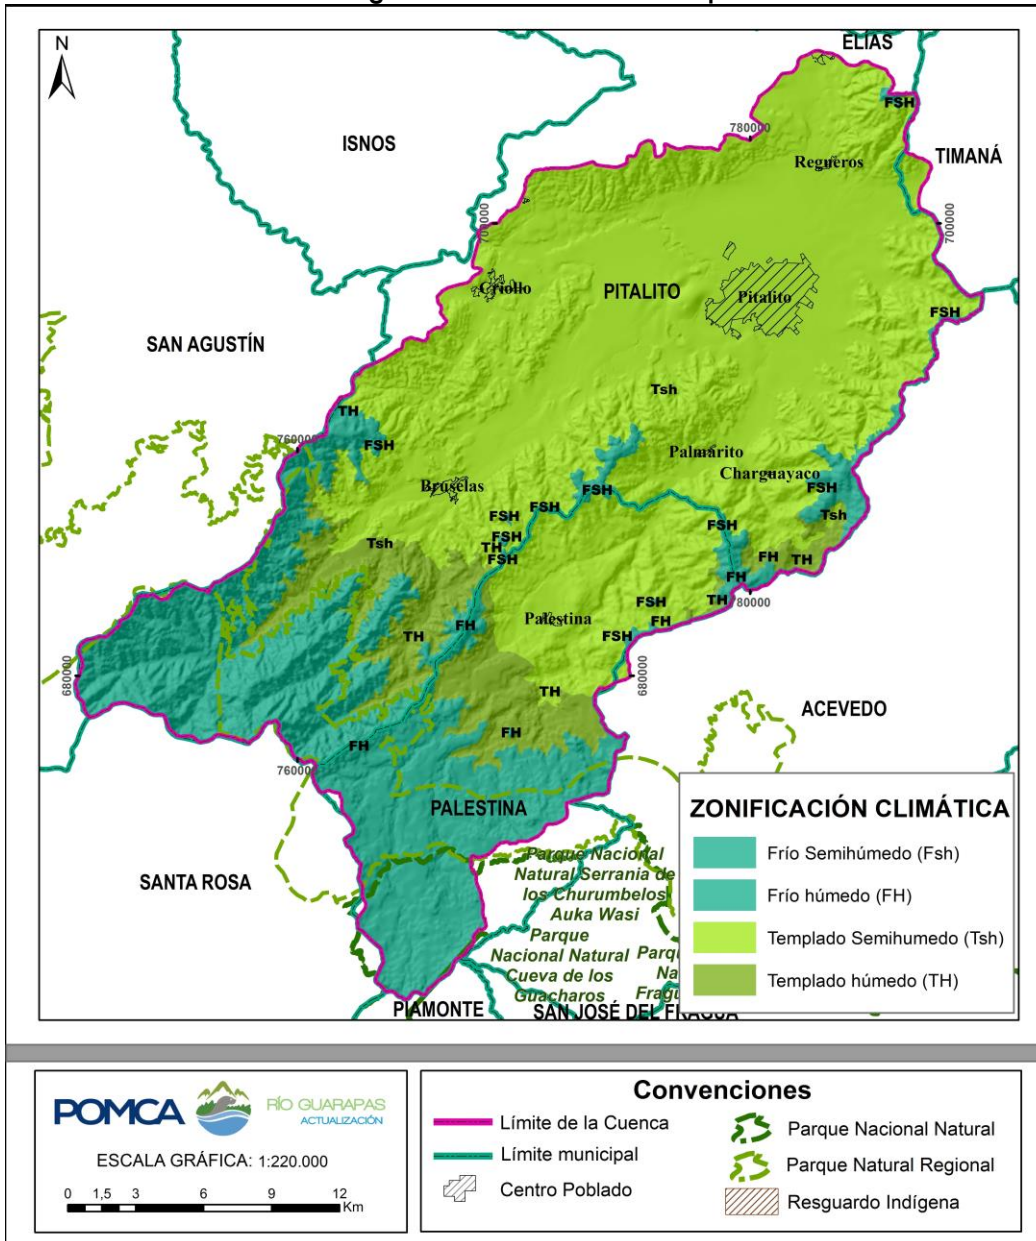 N
ELIAS
ISNOS
FSH
780000
Regueros
TIMANÁ
700000
700000
Criollo
PITALITO
Pitalito
FSH
SAN AGUSTÍN
Tsh
TH
760000
FSH
Palmarito
Charguayaco
Bruselas
FSH
FSH
FSH
FSH
FSH
Tsh
FSH
TH
Tsh
FSH
FH
TH
FH
TH
780000
FSH
Palestina
FH
FH
TH
FSH
680000
680000
TH
ACEVEDO
FH
FH
760000
PALESTINA
SANTA ROSA
Parque Nacional
Natural Serrania de
los Churumbelos
Auka Wasi
Parque
Nacional Natural
Cueva de los
Guacharos
PIAMONTE
SAN JOSÉ DEL FRAGUA
ZONIFICACIÓN CLIMÁTICA
Frío Semihúmedo (Fsh)
Frío húmedo (FH)
Templado Semihumedo (Tsh)
Templado húmedo (TH)
POMCA
RÍO GUARAPAS
ACTUALIZACIÓN
ESCALA GRÁFICA: 1:220.000
0 1,5 3 6 9 12
Km
Convenciones
Límite de la Cuenca
Límite municipal
Centro Poblado
Parque Nacional Natural
Parque Natural Regional
Resguardo Indígena